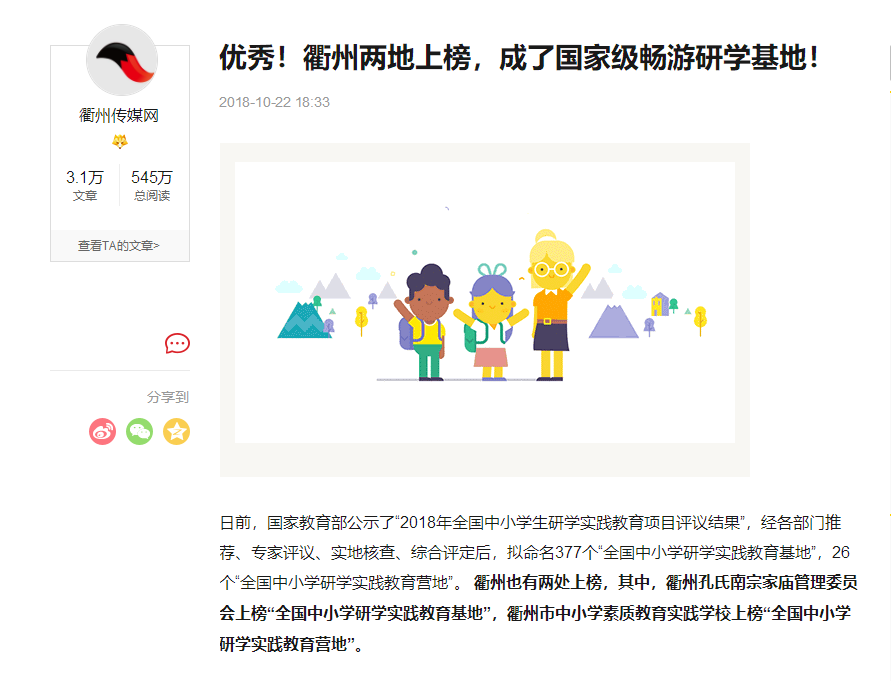 优秀！衢州两地上榜，成了国家级畅游研学基地！
2018-10-22 18:33
衢州传媒网
3.1万
文章
545万
总阅读
查看TA的文章>
分享到
日前，国家教育部公示了“2018年全国中小学生研学实践教育项目评议结果”，经各部门推
荐、专家评议、实地核查、综合评定后，拟命名377个“全国中小学研学实践教育基地”，26
个“全国中小学研学实践教育营地”。 衢州也有两处上榜，其中，衢州孔氏南宗家庙管理委员
会上榜“全国中小学研学实践教育基地”，衢州市中小学素质教育实践学校上榜“全国中小学
研学实践教育营地”。